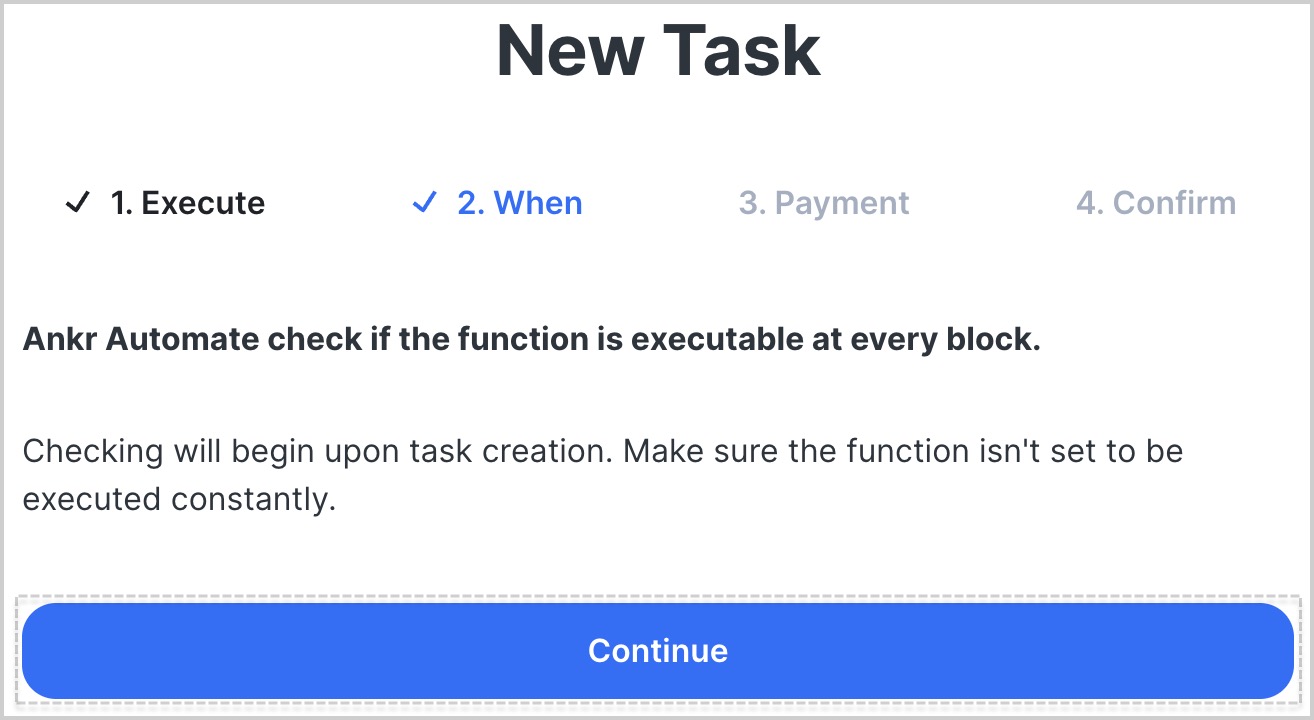 New Task
1. Execute
2. When
3. Payment
4. Confirm
Ankr Automate check if the function is executable at every block.
Checking will begin upon task creation. Make sure the function isn't set to be
executed constantly.
Continue